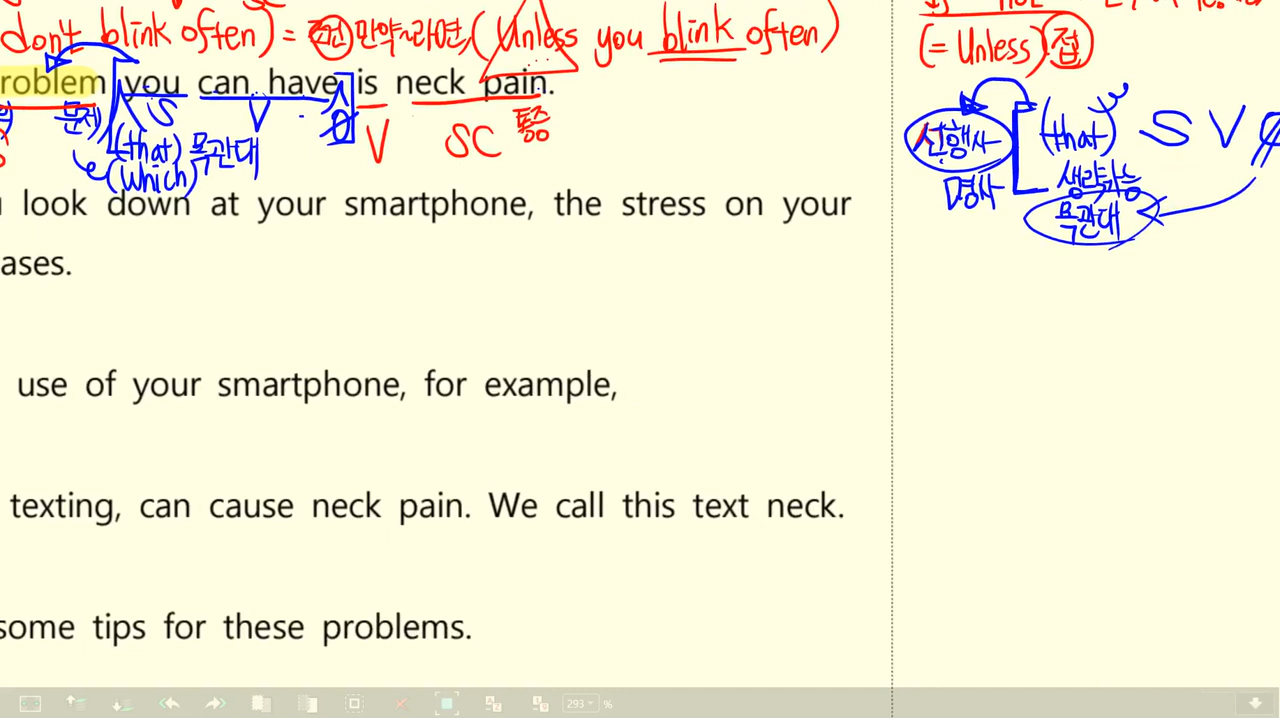 don't blink often) = 조건 만약~라면, (Unless you blink often)
(= Unless) 접
problem you can have is neck pain.
문제 S V V SC 통증
(that) 목관대
(which)
선행사 (that) S V
명사 생략가능
목관대
look down at your smartphone, the stress on your
ases.
use of your smartphone, for example,
texting, can cause neck pain. We call this text neck.
some tips for these problems.
293 %